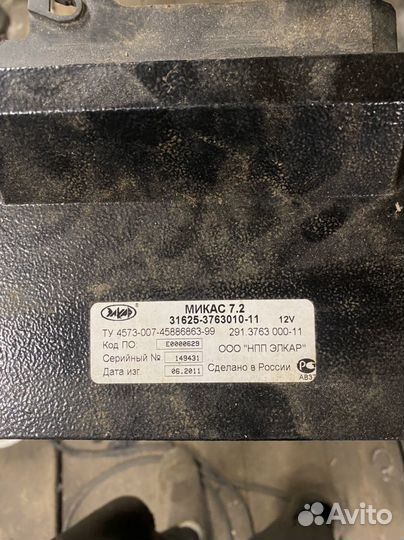 ЭЛКАР®
МИКАС 7.2
31625-3763010-11 12V
ТУ 4573-007-45886863-99 291.3763 000-11
Код ПО: E0000629 ООО "НПП ЭЛКАР"
Серийный № 149431
Дата изг. 06.2011 Сделано в России
Avito